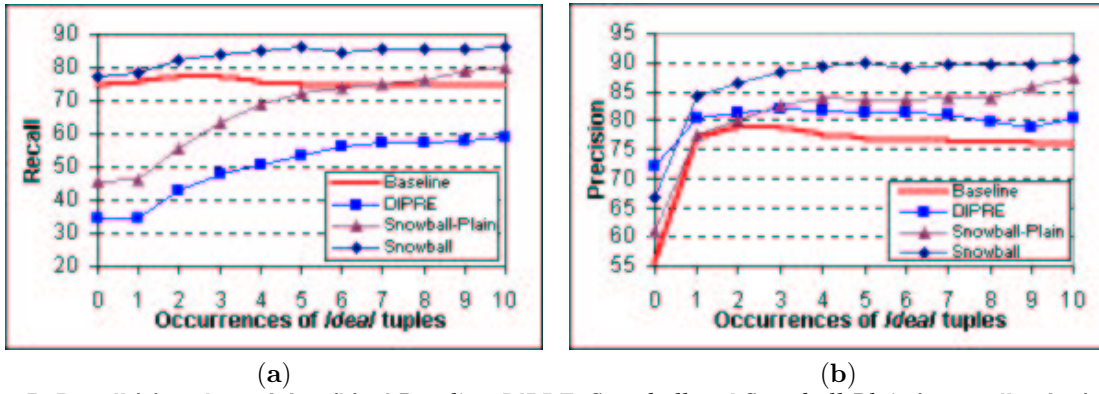 90
80
70
60
50
40
30
20
Recall
Baseline
DIPRE
Snowball-Plain
Snowball
0 1 2 3 4 5 6 7 8 9 10
Occurrences of Ideal tuples
95
90
85
80
75
70
65
60
55
Precision
Baseline
DIPRE
Snowball-Plain
Snowball
0 1 2 3 4 5 6 7 8 9 10
Occurrences of Ideal tuples
(a) (b)